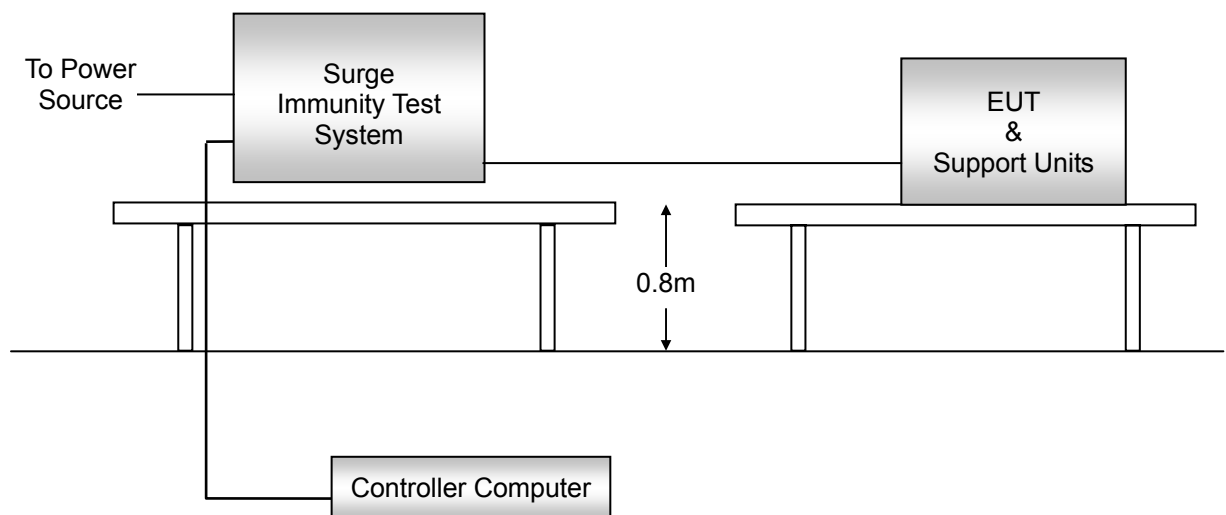 To Power
Source
Surge
Immunity Test
System
EUT
&
Support Units
0.8m
Controller Computer